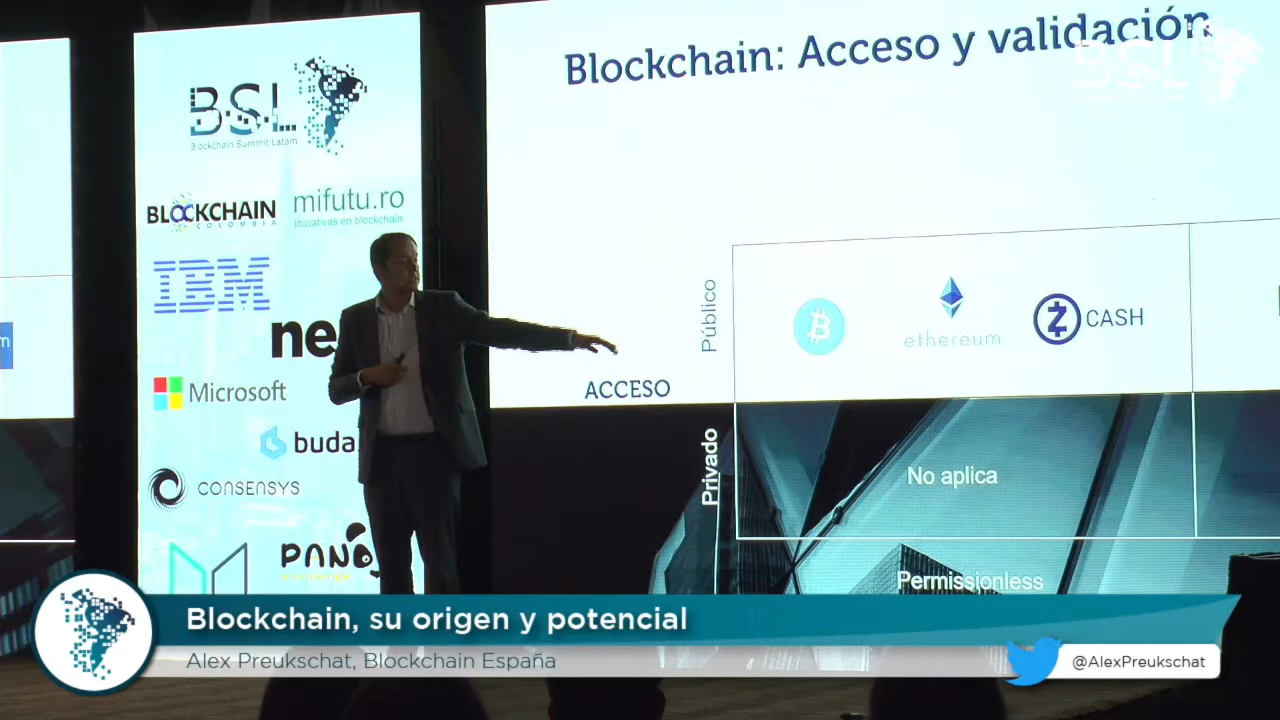 Blockchain: Acceso y validación
BSL
BSL
Blockchain Summit Latam
BLOCKCHAIN
COLOMBIA
mifutu.ro
iniciativas en blockchain
IBM
Microsoft
buda
CONSENSYS
Público
ethereum
CASH
ACCESO
Privado
No aplica
Permissionless
Blockchain, su origen y potencial
Alex Preukschat, Blockchain España
@AlexPreukschat